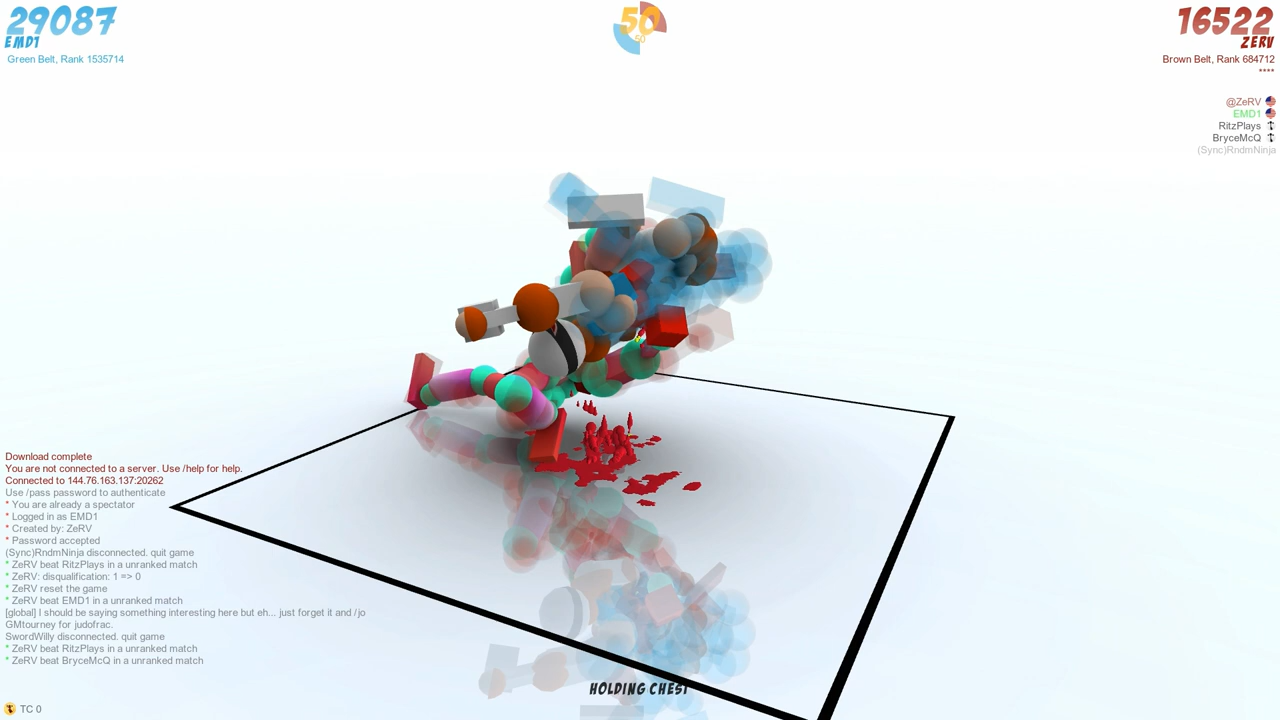 29087
EMD1
Green Belt, Rank 1535714
50
50
16522
ZERV
Brown Belt, Rank 684712
****
@ZeRV
EMD1
RitzPlays
BryceMcQ
(Sync)RndmNinja
Download complete
You are not connected to a server. Use /help for help.
Connected to 144.76.163.137:20262
Use /pass password to authenticate
* You are already a spectator
* Logged in as EMD1
* Created by: ZeRV
* Password accepted
(Sync)RndmNinja disconnected. quit game
* ZeRV beat RitzPlays in a unranked match
* ZeRV: disqualification: 1 => 0
* ZeRV reset the game
* ZeRV beat EMD1 in a unranked match
[global] I should be saying something interesting here but eh... just forget it and /jo
GMtourney for judofrac.
SwordWilly disconnected. quit game
* ZeRV beat RitzPlays in a unranked match
* ZeRV beat BryceMcQ in a unranked match
HOLDING CHEST
TC 0